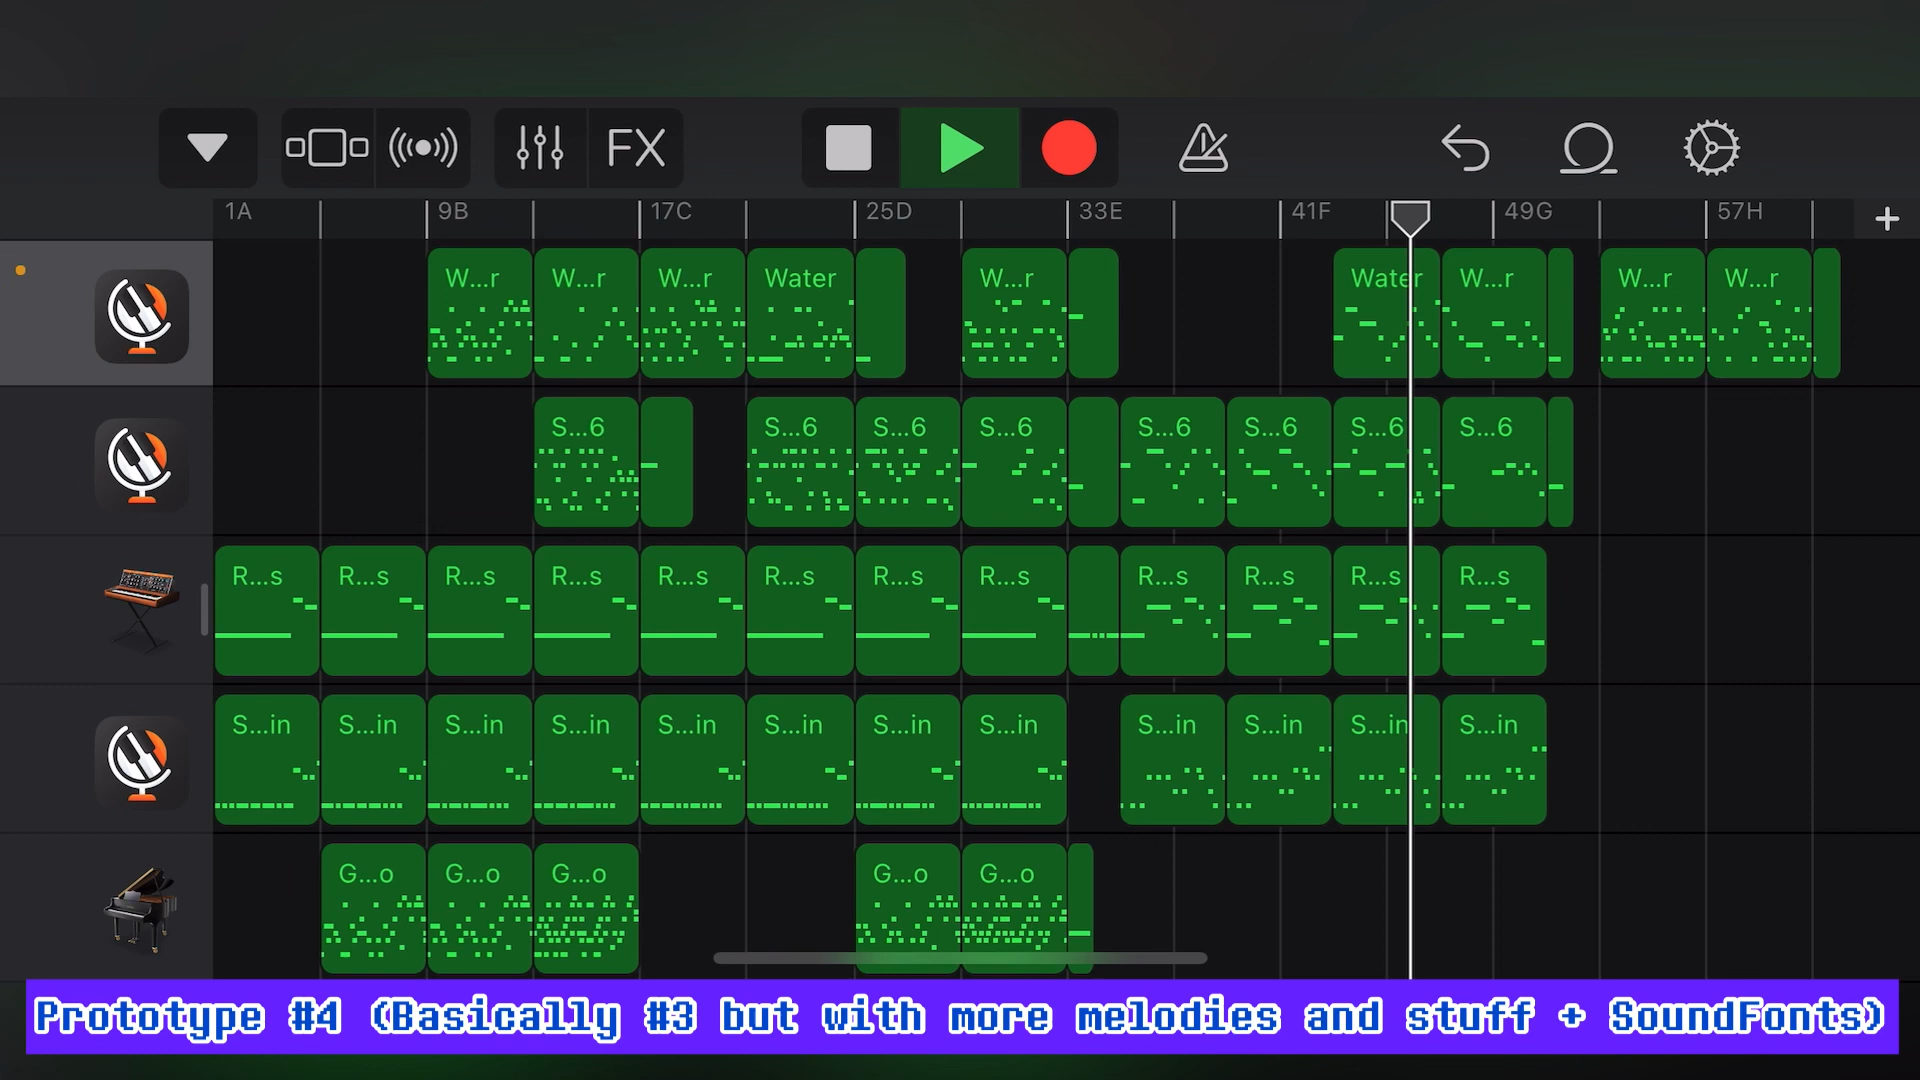 FX
1A 9B 17C 25D 33E 41F 49G 57H +
W...r W...r W...r Water W...r Water W...r W...r W...r
S...6 S...6 S...6 S...6 S...6 S...6 S...6 S...6
R...s R...s R...s R...s R...s R...s R...s R...s R...s R...s R...s R...s
S...in S...in S...in S...in S...in S...in S...in S...in S...in S...in S...in S...in
G...o G...o G...o G...o G...o
Prototype #4 (Basically #3 but with more melodies and stuff + SoundFonts)